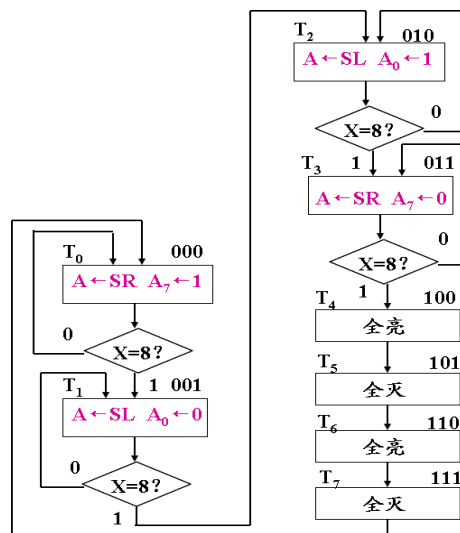 T0 000
A←SR A7←1
0
X=8?
1 001
T1
A←SL A0←0
0
X=8?
1
T2 010
A←SL A0←1
0
X=8?
1 011
T3
A←SR A7←0
0
X=8?
1
T4 100
全亮
T5 101
全灭
T6 110
全亮
T7 111
全灭